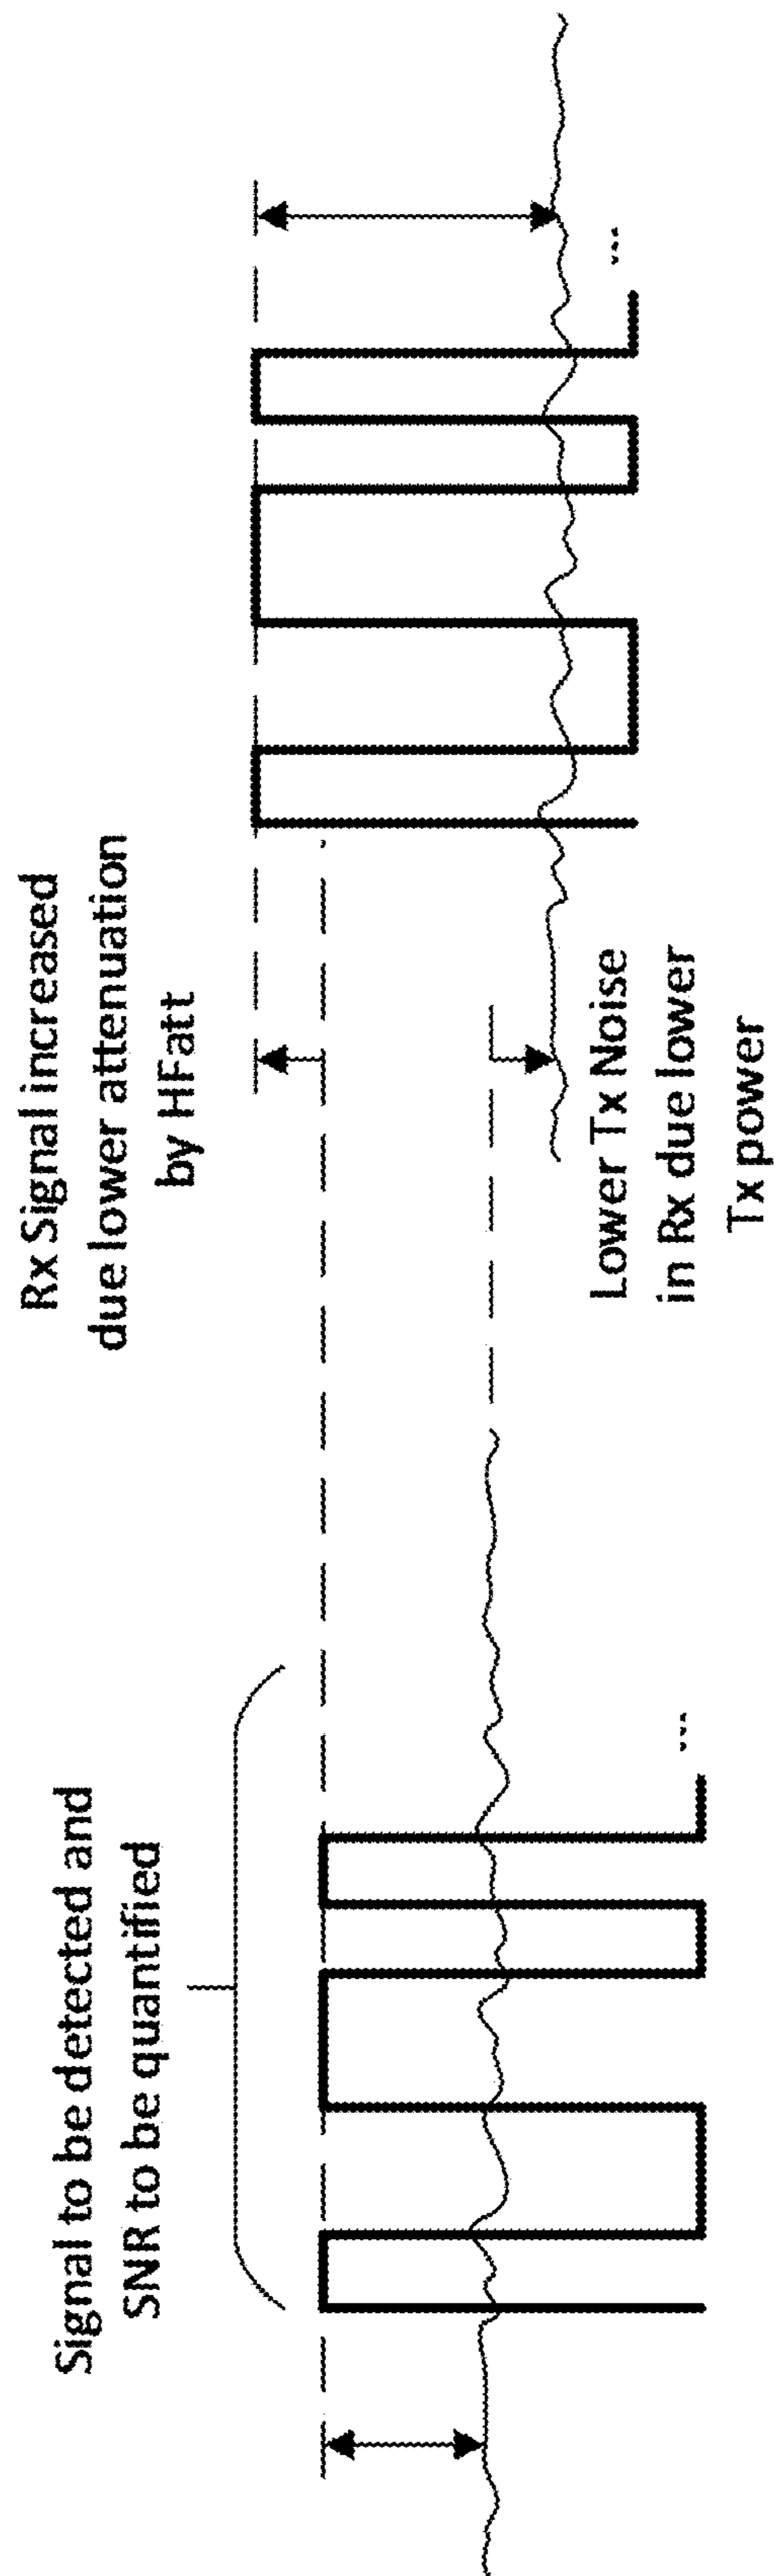 Signal to be detected and
SNR to be quantified
Rx Signal increased
due lower attenuation
by HFatt
Lower Tx Noise
in Rx due lower
Tx power
...
...